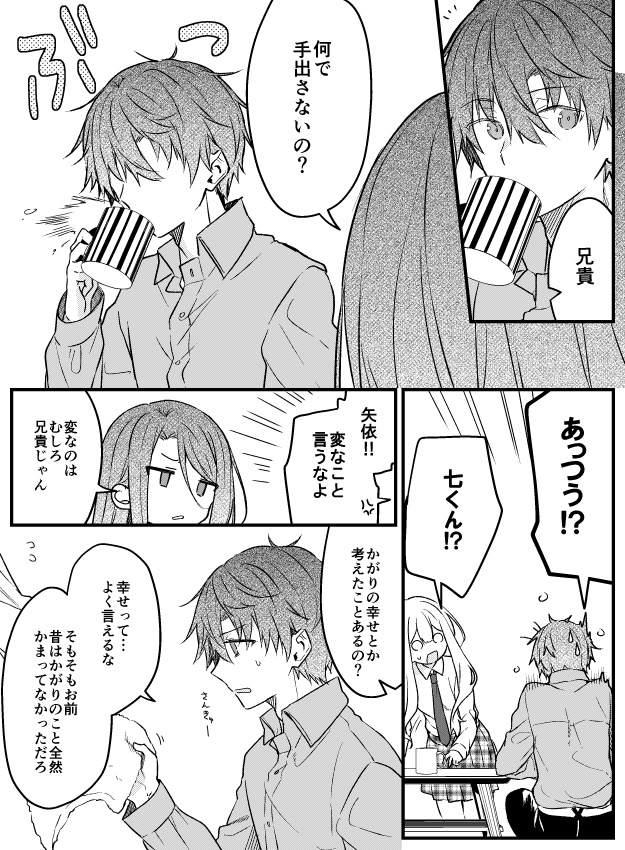 兄貴
何で
手出さないの？
ぶっ
あっつう!?
七くん!?
矢依!!
変なこと
言うなよ
変なのは
むしろ
兄貴じゃん
かがりの幸せとか
考えたことあるの？
さんきゅー
幸せって…
よく言えるな
そもそもお前
昔はかがりのこと全然
かまってなかっただろ